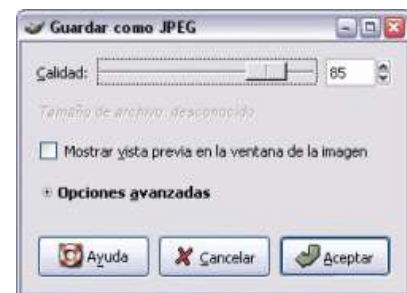 Guardar como JPEG
Calidad: 85
Tamaño de archivo: desconocido
Mostrar vista previa en la ventana de la imagen
Opciones avanzadas
Ayuda Cancelar Aceptar